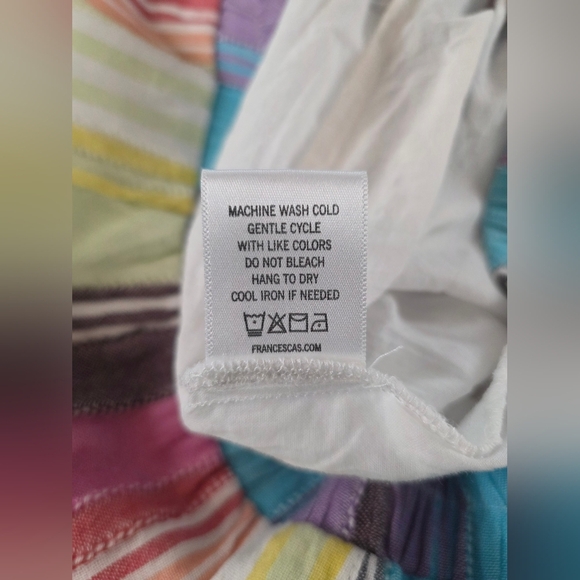 MACHINE WASH COLD
GENTLE CYCLE
WITH LIKE COLORS
DO NOT BLEACH
HANG TO DRY
COOL IRON IF NEEDED
FRANCESCAS.COM